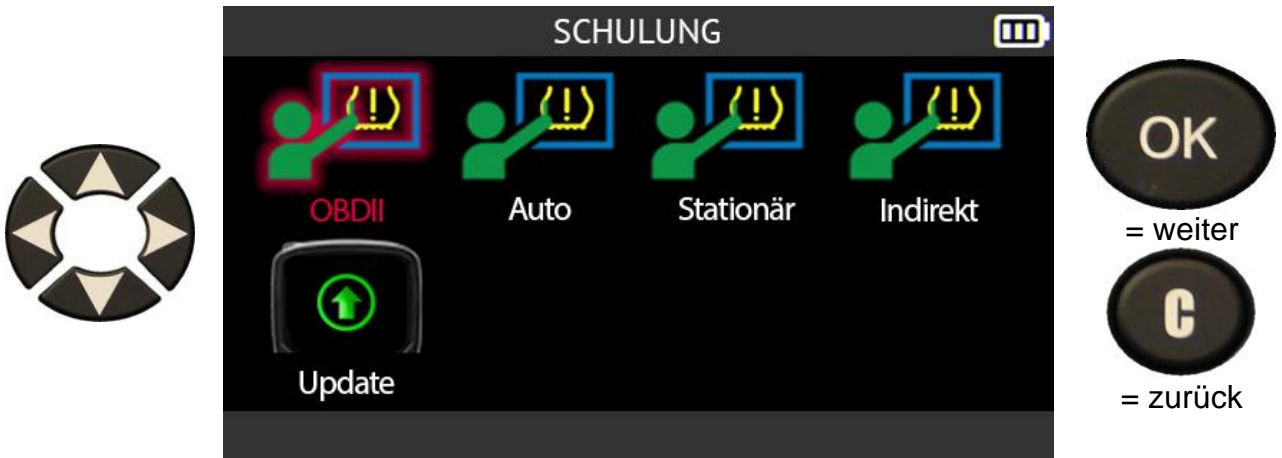 SCHULUNG
OBDII
Auto
Stationär
Indirekt
Update
OK
= weiter
C
= zurück